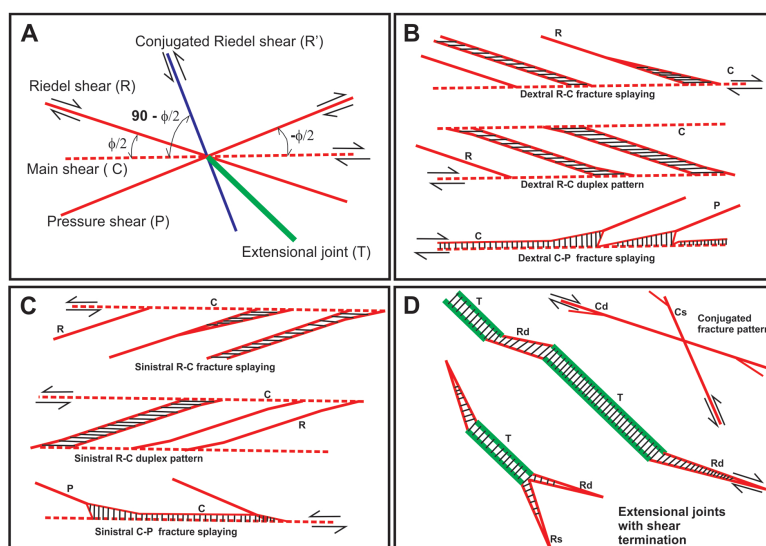 A
Conjugated Riedel shear (R')
Riedel shear (R)
90 - ϕ/2
ϕ/2
-ϕ/2
Main shear ( C)
Pressure shear (P)
Extensional joint (T)
B
R
C
Dextral R-C fracture splaying
C
R
Dextral R-C duplex pattern
P
C
Dextral C-P fracture splaying
C
C
R
Sinistral R-C fracture splaying
C
R
Sinistral R-C duplex pattern
P
C
Sinistral C-P fracture splaying
D
T
Rd
Cd
Cs
Conjugated
fracture pattern
T
T
Rd
Rd
Rs
Extensional joints
with shear
termination